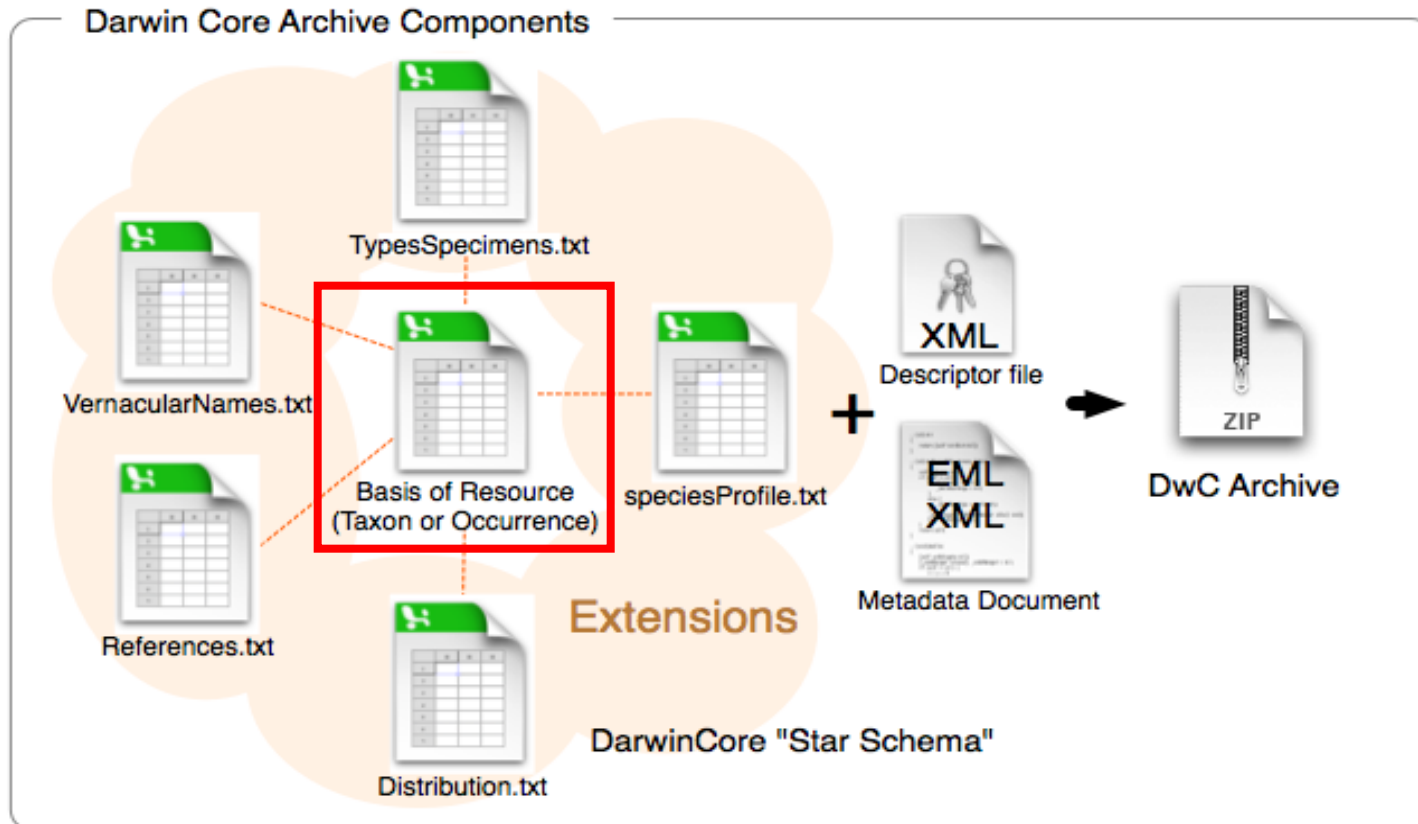 Darwin Core Archive Components
TypesSpecimens.txt
VernacularNames.txt
Basis of Resource
(Taxon or Occurrence)
speciesProfile.txt
References.txt
Distribution.txt
Extensions
DarwinCore "Star Schema"
+
XML
Descriptor file
EML
XML
Metadata Document
ZIP
DwC Archive